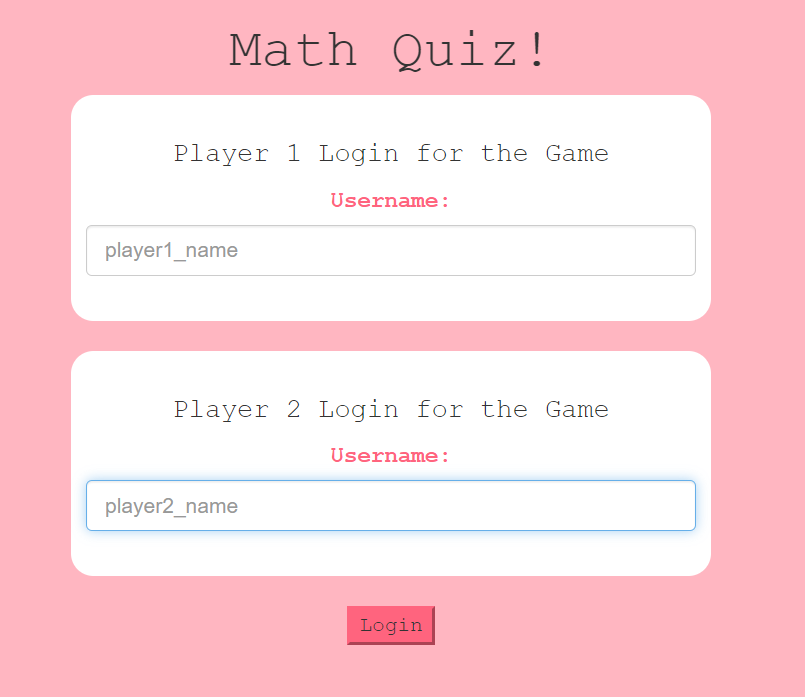 Math Quiz!
Player 1 Login for the Game
Username:
player1_name
Player 2 Login for the Game
Username:
player2_name
Login